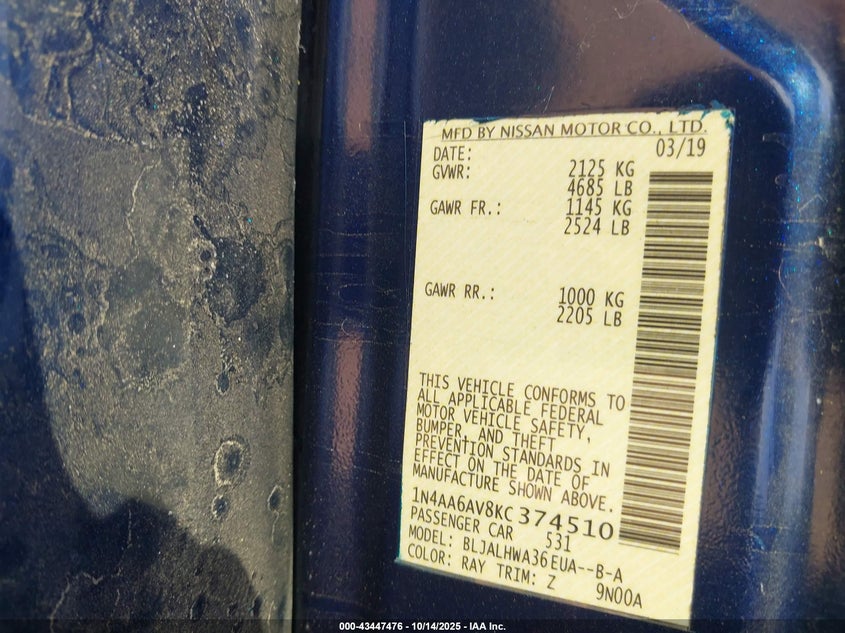 MFD BY NISSAN MOTOR CO., LTD.
DATE: 03/19
GVWR: 2125 KG
4685 LB
GAWR FR.: 1145 KG
2524 LB
GAWR RR.: 1000 KG
2205 LB
THIS VEHICLE CONFORMS TO
ALL APPLICABLE FEDERAL
MOTOR VEHICLE SAFETY,
BUMPER, AND THEFT
PREVENTION STANDARDS IN
EFFECT ON THE DATE OF
MANUFACTURE SHOWN ABOVE.
1N4AA6AV8KC374510
PASSENGER CAR 531
MODEL: BLJALHWA36EUA--B-A
COLOR: RAY TRIM: Z 9N00A
000-43447476 - 10/14/2025 - IAA Inc.